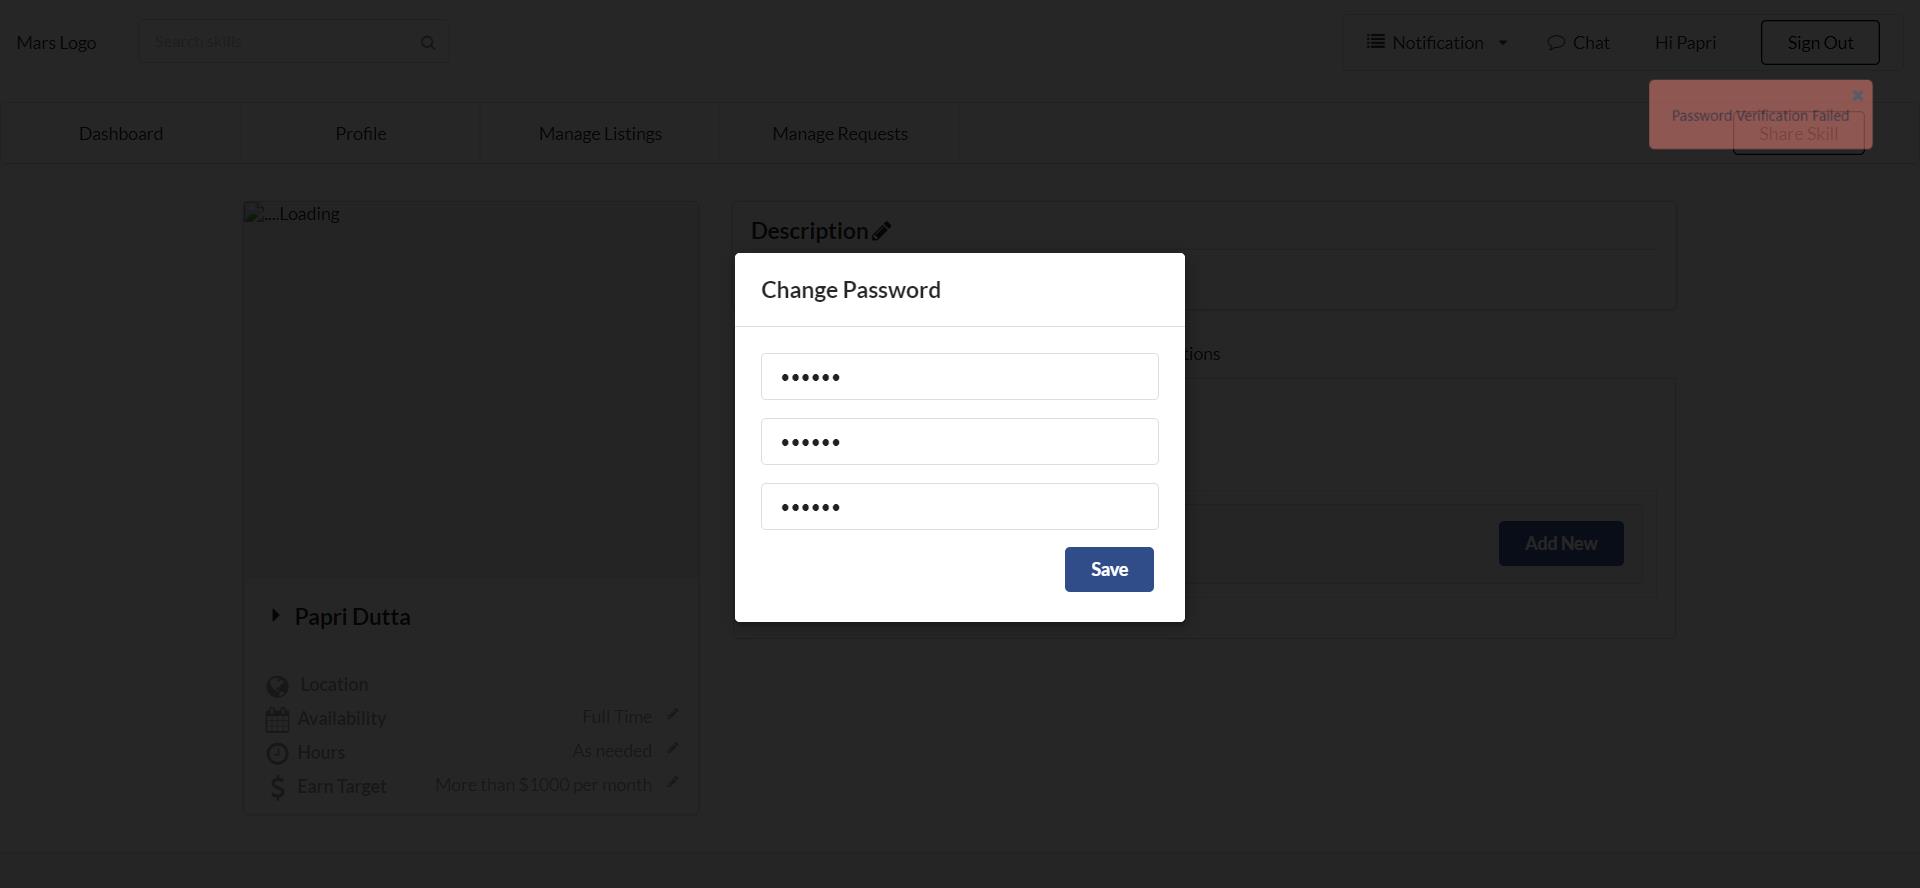 Mars Logo
Search skills
Notification
Chat
Hi Papri
Sign Out
Password Verification Failed
Dashboard
Profile
Manage Listings
Manage Requests
Share Skill
....Loading
Description
Change Password
••••••
••••••
••••••
Save
tions
Add New
Papri Dutta
Location
Availability
Full Time
Hours
As needed
Earn Target
More than $1000 per month